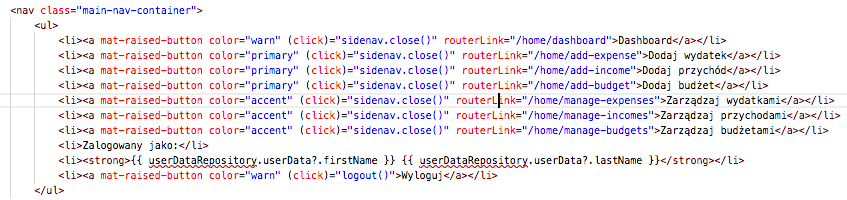 <nav class="main-nav-container">
<ul>
<li><a mat-raised-button color="warn" (click)="sidenav.close()" routerLink="/home/dashboard">Dashboard</a></li>
<li><a mat-raised-button color="primary" (click)="sidenav.close()" routerLink="/home/add-expense">Dodaj wydatek</a></li>
<li><a mat-raised-button color="primary" (click)="sidenav.close()" routerLink="/home/add-income">Dodaj przychód</a></li>
<li><a mat-raised-button color="primary" (click)="sidenav.close()" routerLink="/home/add-budget">Dodaj budżet</a></li>
<li><a mat-raised-button color="accent" (click)="sidenav.close()" routerLink="/home/manage-expenses">Zarządzaj wydatkami</a></li>
<li><a mat-raised-button color="accent" (click)="sidenav.close()" routerLink="/home/manage-incomes">Zarządzaj przychodami</a></li>
<li><a mat-raised-button color="accent" (click)="sidenav.close()" routerLink="/home/manage-budgets">Zarządzaj budżetami</a></li>
<li>Zalogowany jako:</li>
<li><strong>{{ userDataRepository.userData?.firstName }} {{ userDataRepository.userData?.lastName }}</strong></li>
<li><a mat-raised-button color="warn" (click)="logout()">Wyloguj</a></li>
</ul>